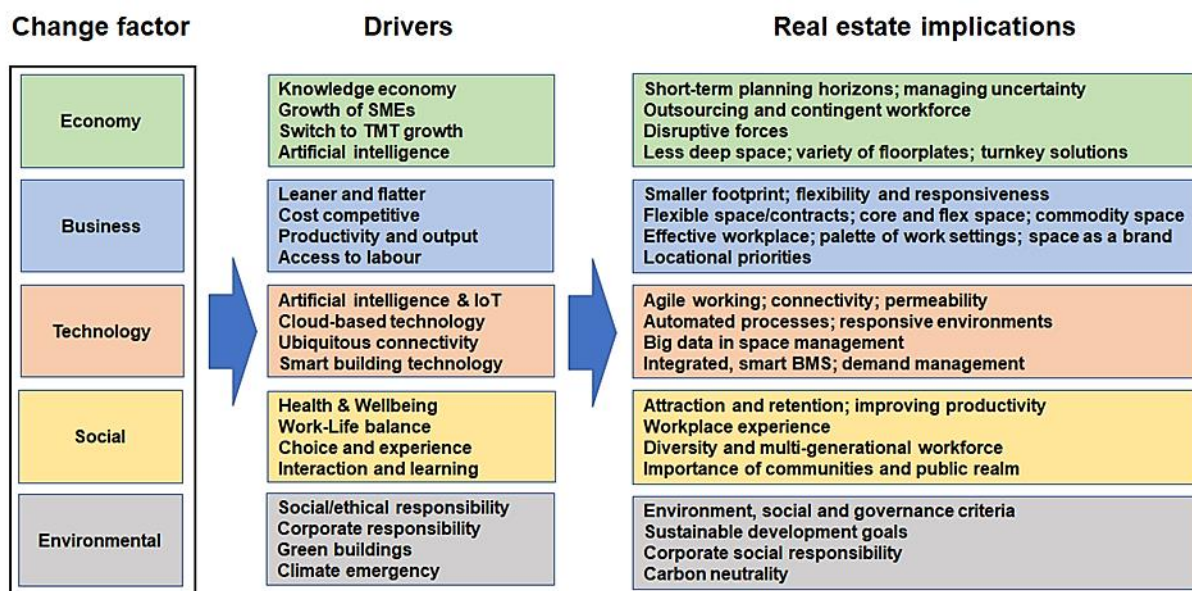 Change factor
Drivers
Real estate implications
Economy
Knowledge economy
Growth of SMEs
Switch to TMT growth
Artificial intelligence
Short-term planning horizons; managing uncertainty
Outsourcing and contingent workforce
Disruptive forces
Less deep space; variety of floorplates; turnkey solutions
Business
Leaner and flatter
Cost competitive
Productivity and output
Access to labour
Smaller footprint; flexibility and responsiveness
Flexible space/contracts; core and flex space; commodity space
Effective workplace; palette of work settings; space as a brand
Locational priorities
Technology
Artificial intelligence & IoT
Cloud-based technology
Ubiquitous connectivity
Smart building technology
Agile working; connectivity; permeability
Automated processes; responsive environments
Big data in space management
Integrated, smart BMS; demand management
Social
Health & Wellbeing
Work-Life balance
Choice and experience
Interaction and learning
Attraction and retention; improving productivity
Workplace experience
Diversity and multi-generational workforce
Importance of communities and public realm
Environmental
Social/ethical responsibility
Corporate responsibility
Green buildings
Climate emergency
Environment, social and governance criteria
Sustainable development goals
Corporate social responsibility
Carbon neutrality